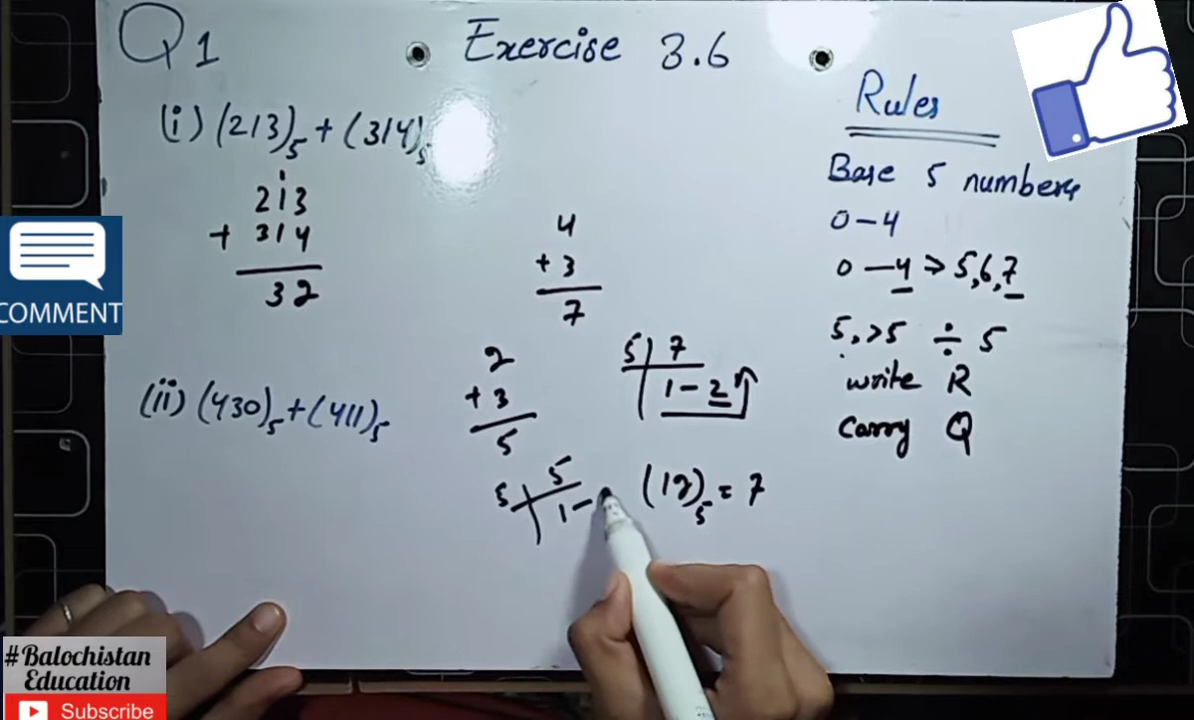 Q1
Exercise 3.6
(i) (213)₅ + (314)₅
1
213
+ 314
32
4
+ 3
7
5 7
1 - 2
2
+ 3
5
5 5
1 -
(12)₅ = 7
(ii) (430)₅ + (411)₅
Rules
Base 5 numbers
0 - 4
0 - 4 > 5,6,7
5, >5 ÷ 5
write R
Carry Q
COMMENT
#Balochistan
Education
Subscribe